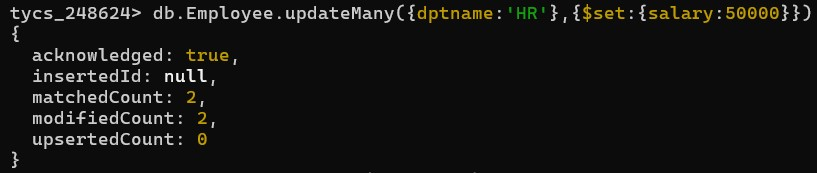 tycs_248624> db.Employee.updateMany({dptname:'HR'},{$set:{salary:50000}})
{
  acknowledged: true,
  insertedId: null,
  matchedCount: 2,
  modifiedCount: 2,
  upsertedCount: 0
}